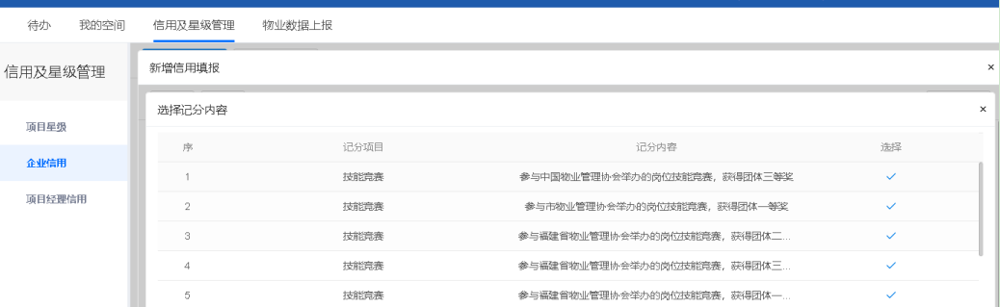 待办 我的空间 信用及星级管理 物业数据上报
信用及星级管理
新增信用填报 ×
选择记分内容 ×
项目星级
企业信用
项目经理信用
序 记分项目 记分内容 选择
1 技能竞赛 参与中国物业管理协会举办的岗位技能竞赛，获得团体三等奖 ✓
2 技能竞赛 参与市物业管理协会举办的岗位技能竞赛，获得团体一等奖 ✓
3 技能竞赛 参与福建省物业管理协会举办的岗位技能竞赛，获得团体二... ✓
4 技能竞赛 参与福建省物业管理协会举办的岗位技能竞赛，获得团体三... ✓
5 技能竞赛 参与福建省物业管理协会举办的岗位技能竞赛，获得团体一... ✓